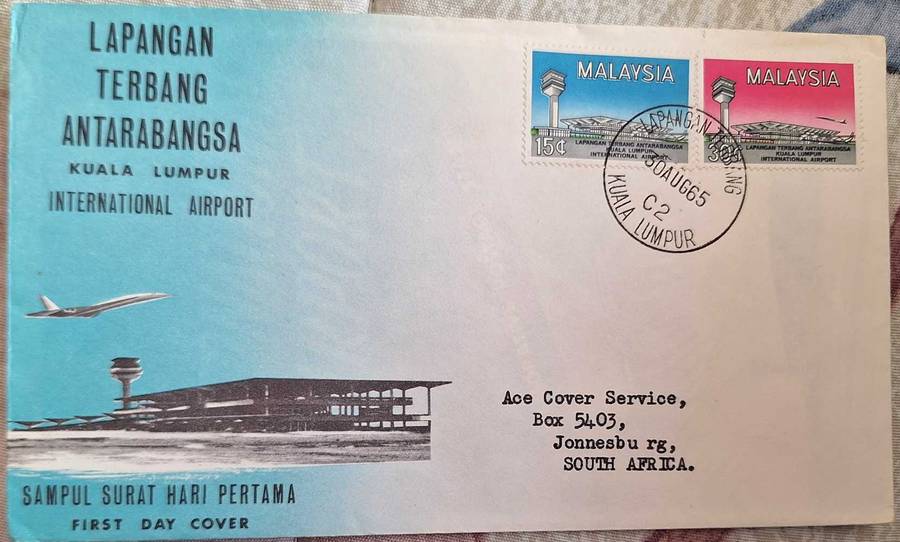 LAPANGAN
TERBANG
ANTARABANGSA
KUALA LUMPUR
INTERNATIONAL AIRPORT
SAMPUL SURAT HARI PERTAMA
FIRST DAY COVER
MALAYSIA
15¢
LAPANGAN TERBANG ANTARABANGSA
KUALA LUMPUR
INTERNATIONAL AIRPORT
MALAYSIA
LAPANGAN TERBANG ANTARABANGSA
KUALA LUMPUR
INTERNATIONAL AIRPORT
LAPANGAN TERBANG
30AUG65
C2
KUALA LUMPUR
Ace Cover Service,
Box 5403,
Jonnesbu rg,
SOUTH AFRICA.